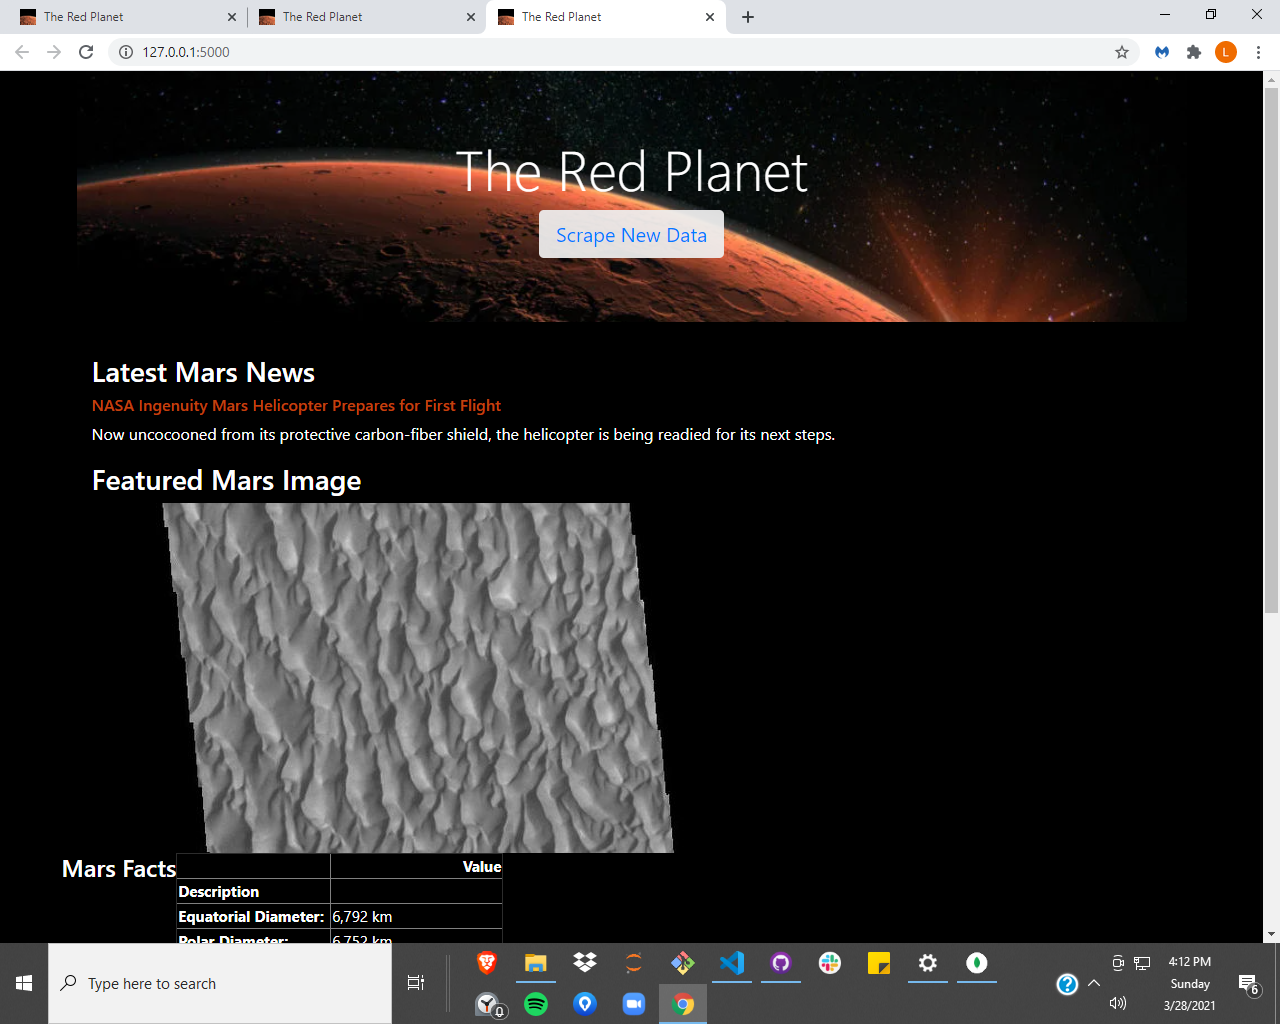 The Red Planet
The Red Planet
The Red Planet
127.0.0.1:5000
L
The Red Planet
Scrape New Data
Latest Mars News
NASA Ingenuity Mars Helicopter Prepares for First Flight
Now uncocooned from its protective carbon-fiber shield, the helicopter is being readied for its next steps.
Featured Mars Image
Mars Facts
Value
Description
Equatorial Diameter: 6,792 km
Polar Diameter: 6,752 km
Type here to search
4:12 PM
Sunday
3/28/2021
6